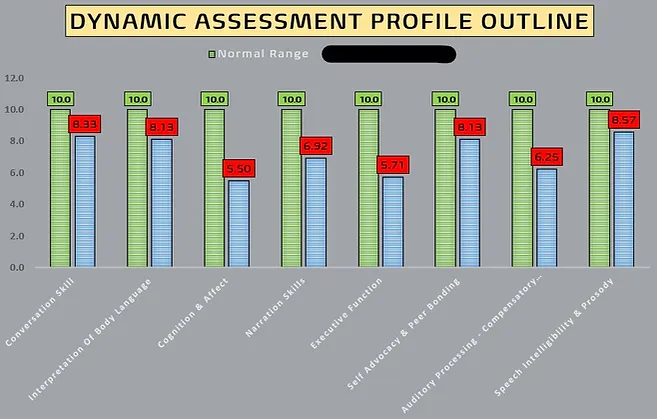 DYNAMIC ASSESSMENT PROFILE OUTLINE
Normal Range
12.0
10.0
8.0
6.0
4.0
2.0
0.0
10.0
8.33
10.0
8.13
10.0
5.50
10.0
6.92
10.0
5.71
10.0
8.13
10.0
6.25
10.0
8.57
Conversation Skill
Interpretation Of Body Language
Cognition & Affect
Narration Skills
Executive Function
Self Advocacy & Peer Bonding
Auditory Processing - Compensatory...
Speech Intelligibility & Prosody